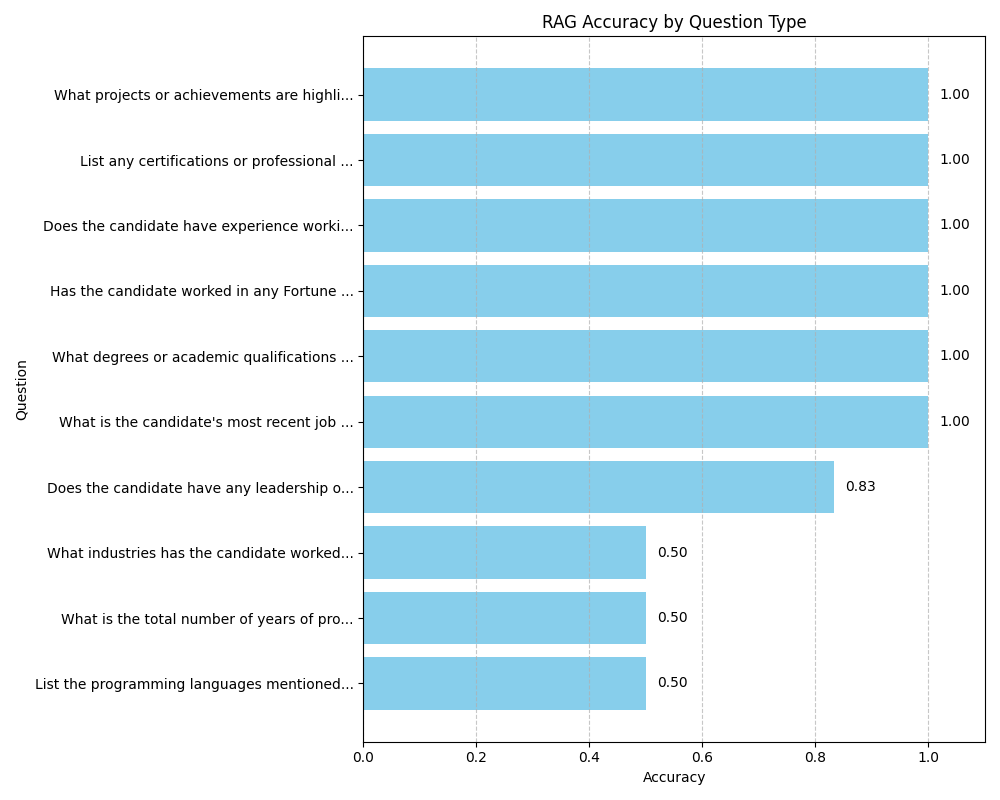 RAG Accuracy by Question Type
What projects or achievements are highli...
1.00
List any certifications or professional ...
1.00
Does the candidate have experience worki...
1.00
Has the candidate worked in any Fortune ...
1.00
What degrees or academic qualifications ...
1.00
What is the candidate's most recent job ...
1.00
Does the candidate have any leadership o...
0.83
What industries has the candidate worked...
0.50
What is the total number of years of pro...
0.50
List the programming languages mentioned...
0.50
Question
0.0 0.2 0.4 0.6 0.8 1.0
Accuracy